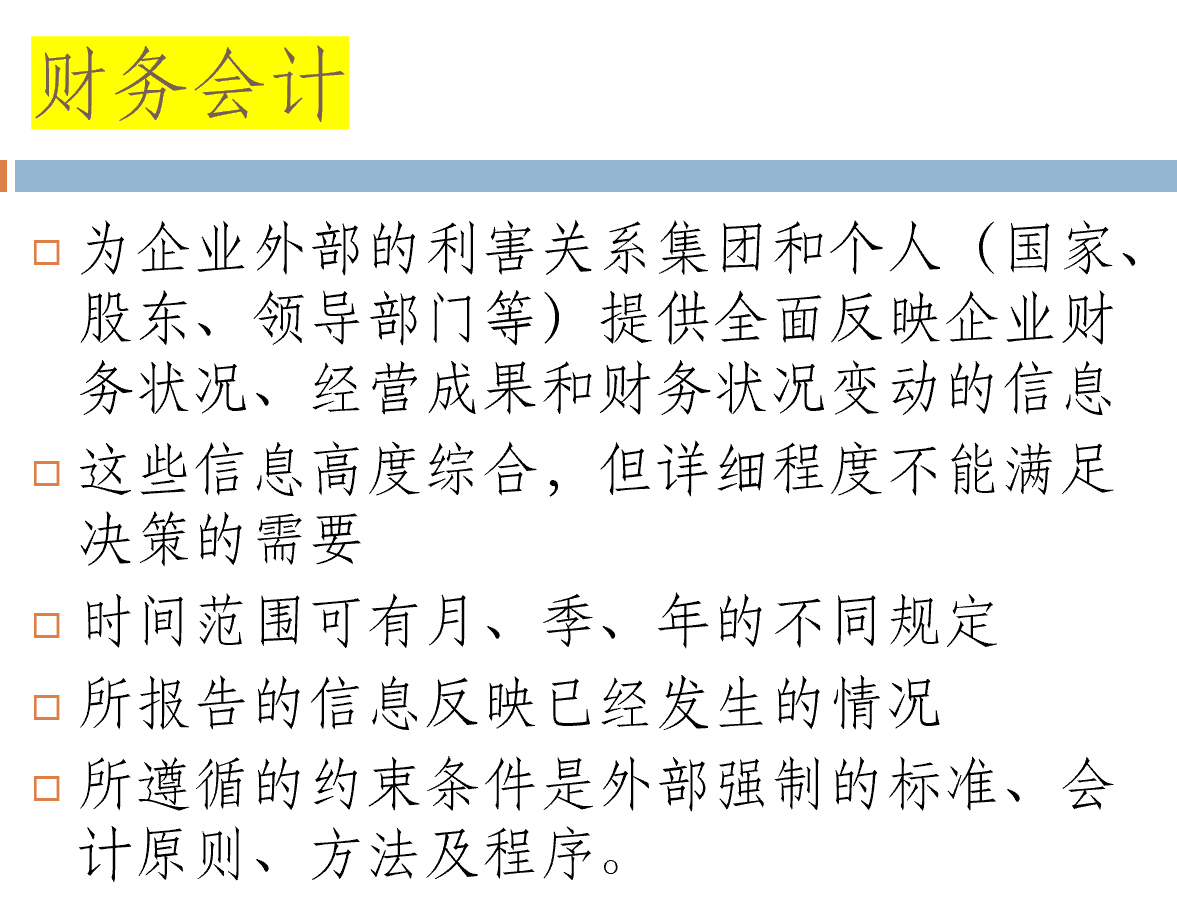 财务会计
为企业外部的利害关系集团和个人（国家、
股东、领导部门等）提供全面反映企业财
务状况、经营成果和财务状况变动的信息
这些信息高度综合，但详细程度不能满足
决策的需要
时间范围可有月、季、年的不同规定
所报告的信息反映已经发生的情况
所遵循的约束条件是外部强制的标准、会
计原则、方法及程序。